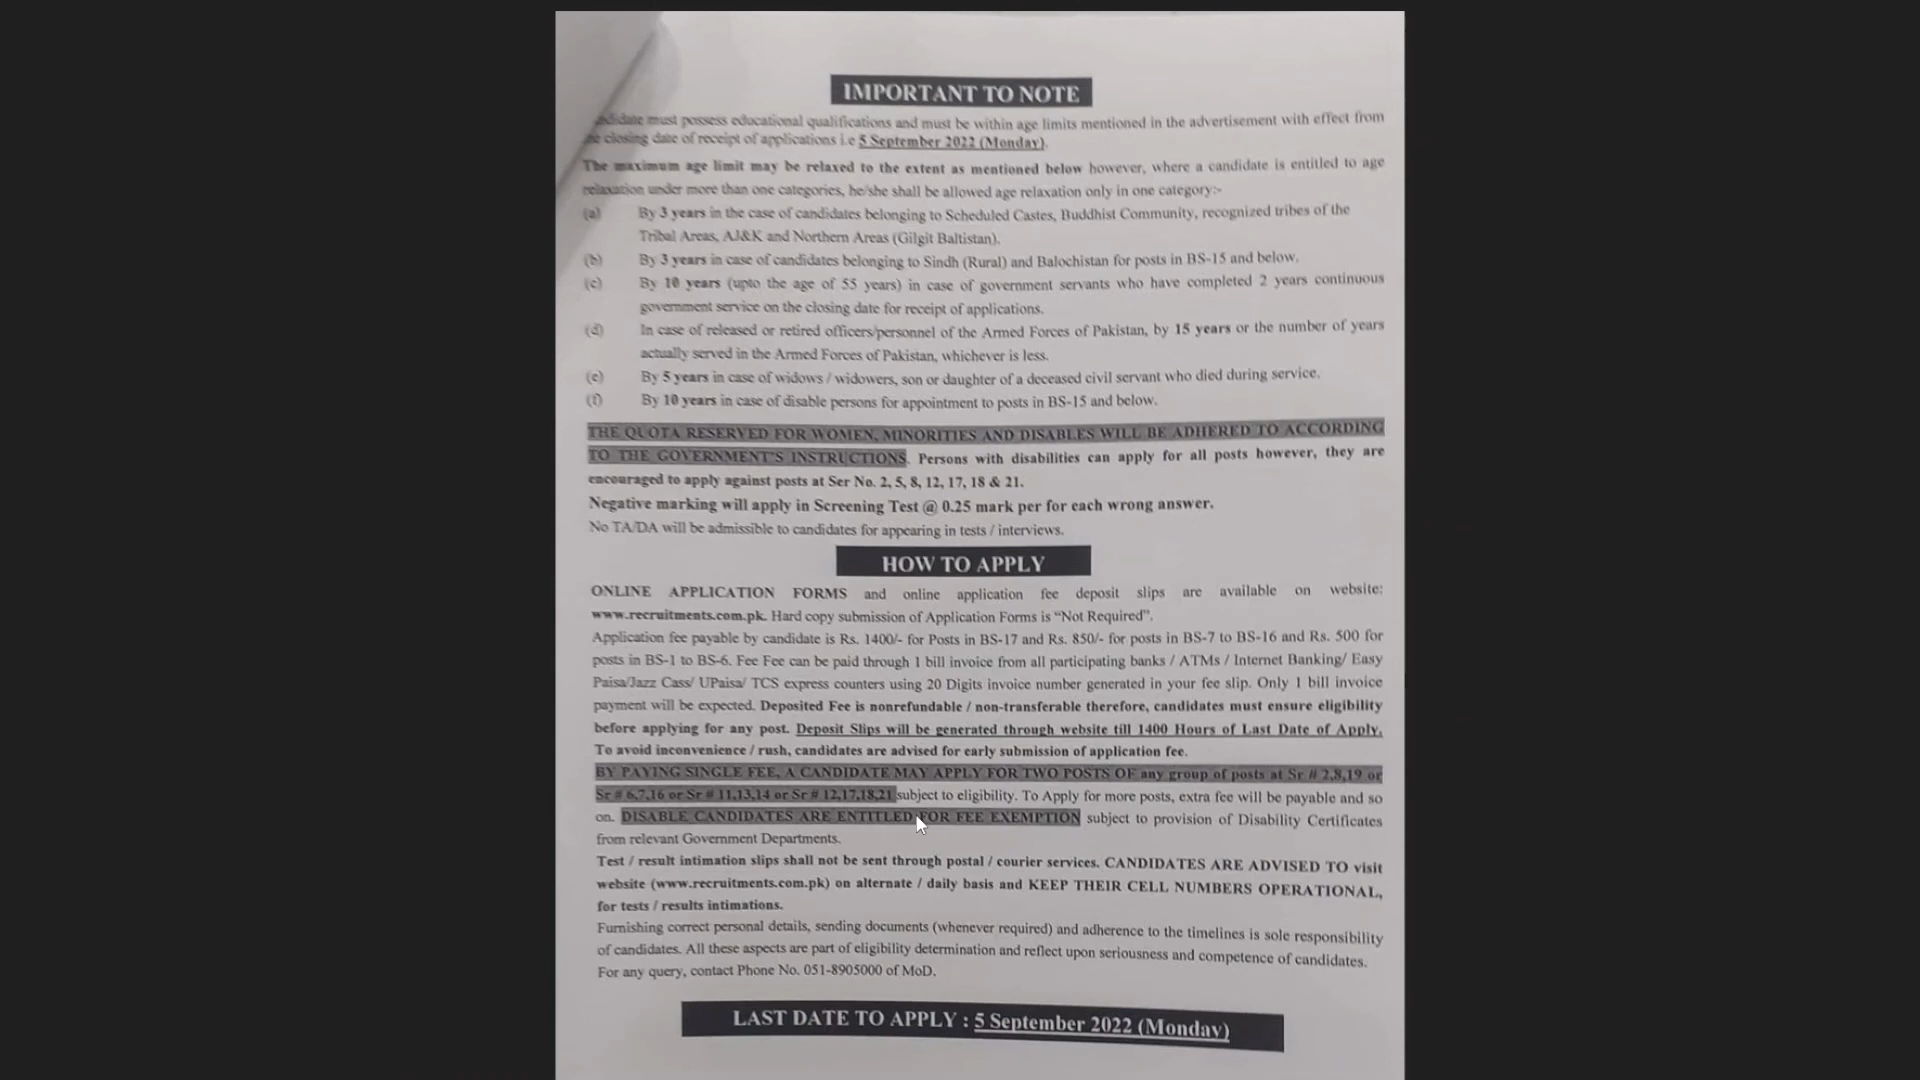 IMPORTANT TO NOTE
must possess educational qualifications and must be within age limits mentioned in the advertisement with effect from
closing date of receipt of applications i.e 5 September 2022 (Monday).
The maximum age limit may be relaxed to the extent as mentioned below however, where a candidate is entitled to age
relaxation under more than one categories, he/she shall be allowed age relaxation only in one category:-
(a) By 3 years in the case of candidates belonging to Scheduled Castes, Buddhist Community, recognized tribes of the
Tribal Areas, AJ&K and Northern Areas (Gilgit Baltistan).
(b) By 3 years in case of candidates belonging to Sindh (Rural) and Balochistan for posts in BS-15 and below.
(c) By 10 years (upto the age of 55 years) in case of government servants who have completed 2 years continuous
government service on the closing date for receipt of applications.
(d) In case of released or retired officers/personnel of the Armed Forces of Pakistan, by 15 years or the number of years
actually served in the Armed Forces of Pakistan, whichever is less.
(e) By 5 years in case of widows / widowers, son or daughter of a deceased civil servant who died during service.
(f) By 10 years in case of disable persons for appointment to posts in BS-15 and below.
THE QUOTA RESERVED FOR WOMEN, MINORITIES AND DISABLES WILL BE ADHERED TO ACCORDING
TO THE GOVERNMENT'S INSTRUCTIONS. Persons with disabilities can apply for all posts however, they are
encouraged to apply against posts at Ser No. 2, 5, 8, 12, 17, 18 & 21.
Negative marking will apply in Screening Test @ 0.25 mark per for each wrong answer.
No TA/DA will be admissible to candidates for appearing in tests / interviews.
HOW TO APPLY
ONLINE APPLICATION FORMS and online application fee deposit slips are available on website:
www.recruitments.com.pk. Hard copy submission of Application Forms is “Not Required”.
Application fee payable by candidate is Rs. 1400/- for Posts in BS-17 and Rs. 850/- for posts in BS-7 to BS-16 and Rs. 500 for
posts in BS-1 to BS-6. Fee Fee can be paid through 1 bill invoice from all participating banks / ATMs / Internet Banking/ Easy
Paisa/Jazz Cass/ UPaisa/ TCS express counters using 20 Digits invoice number generated in your fee slip. Only 1 bill invoice
payment will be expected. Deposited Fee is nonrefundable / non-transferable therefore, candidates must ensure eligibility
before applying for any post. Deposit Slips will be generated through website till 1400 Hours of Last Date of Apply.
To avoid inconvenience / rush, candidates are advised for early submission of application fee.
BY PAYING SINGLE FEE, A CANDIDATE MAY APPLY FOR TWO POSTS OF any group of posts at Sr # 2,8,19 or
Sr # 6,7,16 or Sr # 11,13,14 or Sr # 12,17,18,21 subject to eligibility. To Apply for more posts, extra fee will be payable and so
on. DISABLE CANDIDATES ARE ENTITLED FOR FEE EXEMPTION subject to provision of Disability Certificates
from relevant Government Departments.
Test / result intimation slips shall not be sent through postal / courier services. CANDIDATES ARE ADVISED TO visit
website (www.recruitments.com.pk) on alternate / daily basis and KEEP THEIR CELL NUMBERS OPERATIONAL,
for tests / results intimations.
Furnishing correct personal details, sending documents (whenever required) and adherence to the timelines is sole responsibility
of candidates. All these aspects are part of eligibility determination and reflect upon seriousness and competence of candidates.
For any query, contact Phone No. 051-8905000 of MoD.
LAST DATE TO APPLY : 5 September 2022 (Monday)